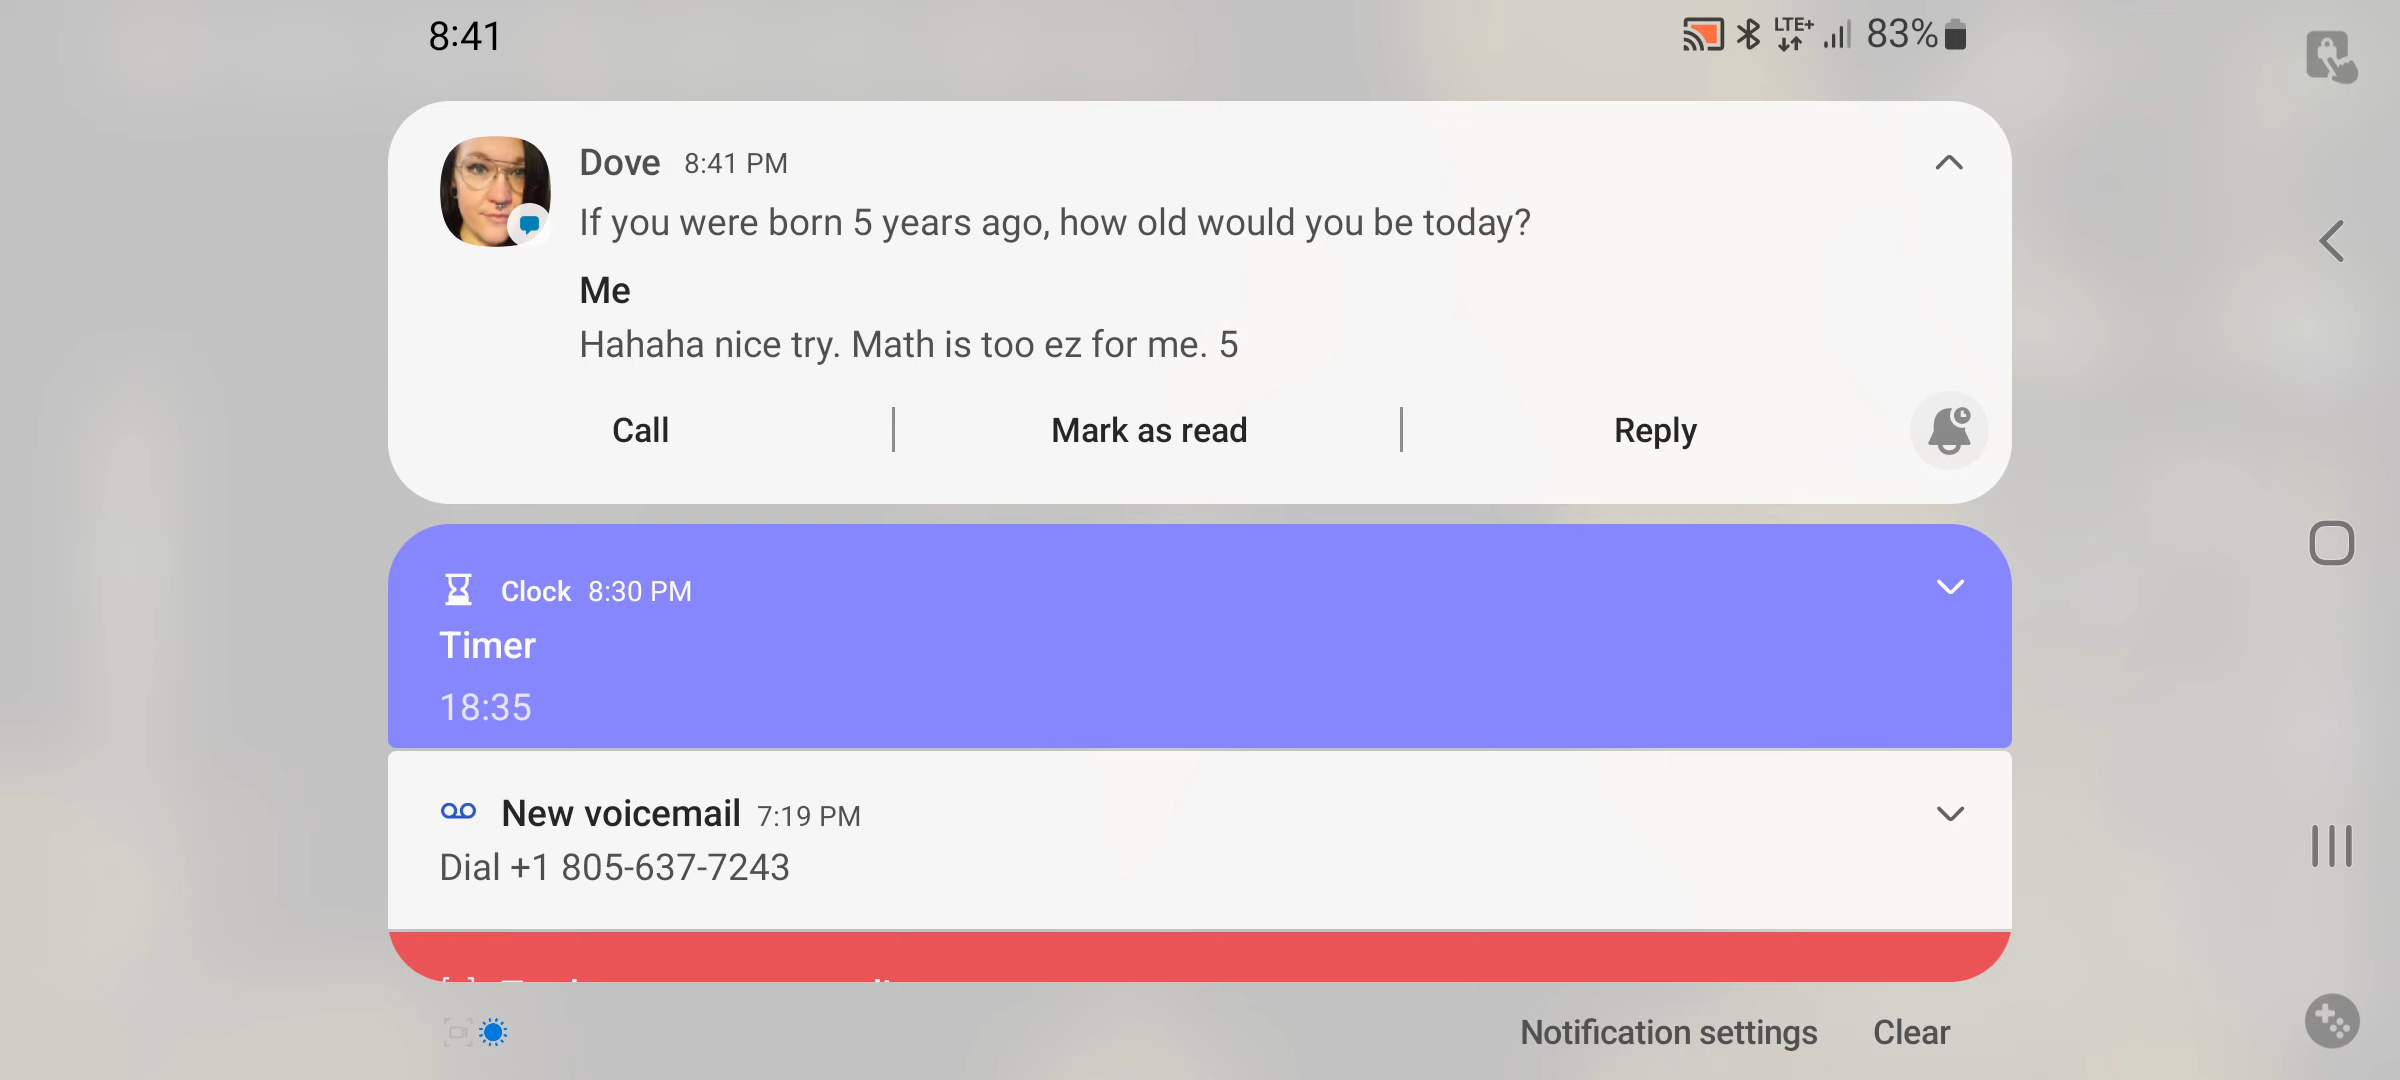 8:41
LTE+
83%
Dove 8:41 PM
If you were born 5 years ago, how old would you be today?
Me
Hahaha nice try. Math is too ez for me. 5
Call
Mark as read
Reply
Clock 8:30 PM
Timer
18:35
New voicemail 7:19 PM
Dial +1 805-637-7243
Notification settings
Clear